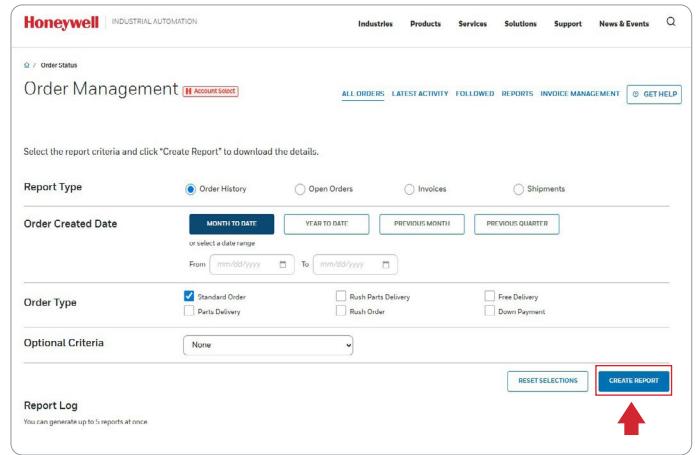 Honeywell INDUSTRIAL AUTOMATION Industries Products Services Solutions Support News & Events
/ Order Status
Order Management Account Select ALL ORDERS LATEST ACTIVITY FOLLOWED REPORTS INVOICE MANAGEMENT GET HELP
Select the report criteria and click "Create Report" to download the details.
Report Type Order History Open Orders Invoices Shipments
Order Created Date MONTH TO DATE YEAR TO DATE PREVIOUS MONTH PREVIOUS QUARTER
or select a date range
From mm/dd/yyyy To mm/dd/yyyy
Order Type Standard Order Rush Parts Delivery Free Delivery
Parts Delivery Rush Order Down Payment
Optional Criteria None
RESET SELECTIONS CREATE REPORT
Report Log
You can generate up to 5 reports at once